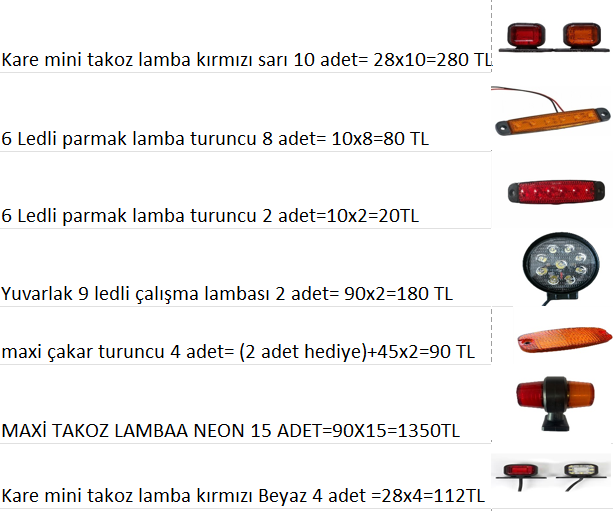 Kare mini takoz lamba kırmızı sarı 10 adet= 28x10=280 TL
6 Ledli parmak lamba turuncu 8 adet= 10x8=80 TL
6 Ledli parmak lamba turuncu 2 adet=10x2=20TL
Yuvarlak 9 ledli çalışma lambası 2 adet= 90x2=180 TL
maxi çakar turuncu 4 adet= (2 adet hediye)+45x2=90 TL
MAXİ TAKOZ LAMBAA NEON 15 ADET=90X15=1350TL
Kare mini takoz lamba kırmızı Beyaz 4 adet =28x4=112TL